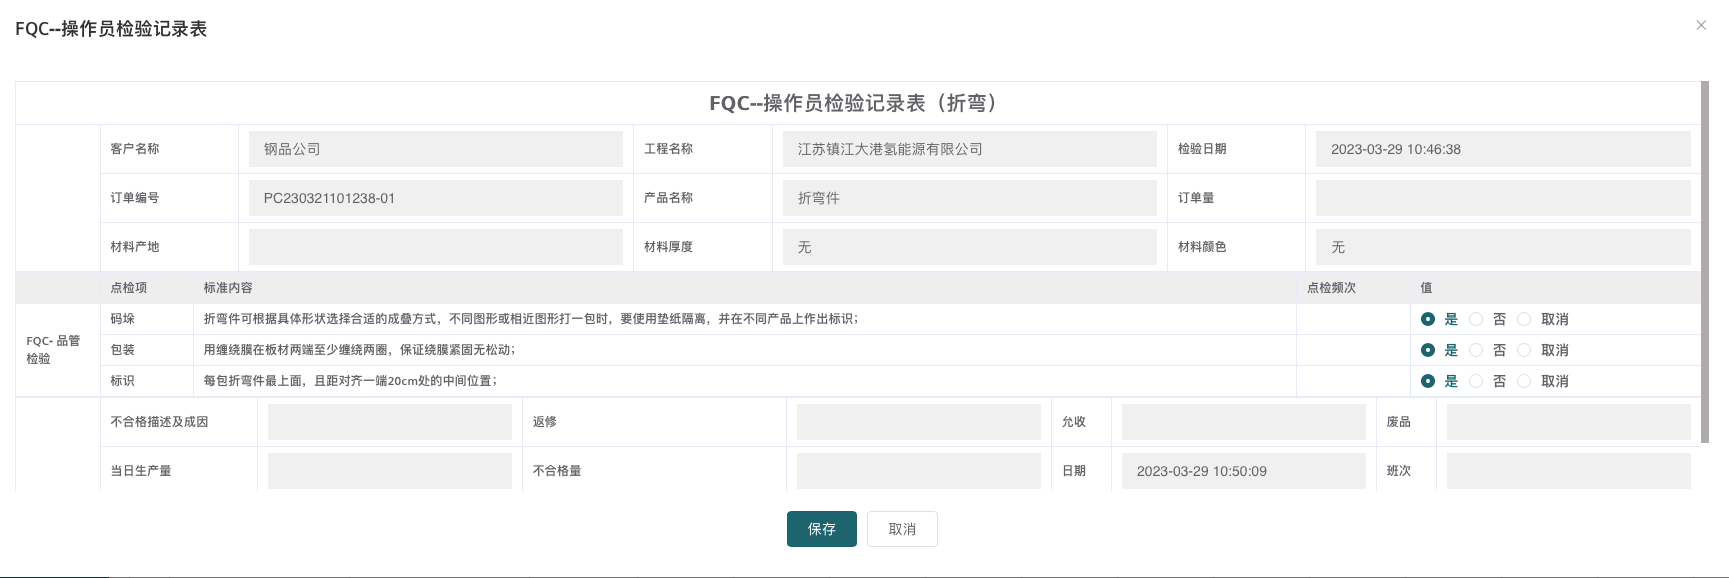 FQC--操作员检验记录表
FQC--操作员检验记录表（折弯）
客户名称 钢品公司 工程名称 江苏镇江大港氢能源有限公司 检验日期 2023-03-29 10:46:38
订单编号 PC230321101238-01 产品名称 折弯件 订单量
材料产地 材料厚度 无 材料颜色 无
点检项 标准内容 点检频次 值
FQC- 品管检验
码垛 折弯件可根据具体形状选择合适的成叠方式，不同图形或相近图形打一包时，要使用垫纸隔离，并在不同产品上作出标识； 是 否 取消
包装 用缠绕膜在板材两端至少缠绕两圈，保证绕膜紧固无松动； 是 否 取消
标识 每包折弯件最上面，且距对齐一端20cm处的中间位置； 是 否 取消
不合格描述及成因 返修 允收 废品
当日生产量 不合格量 日期 2023-03-29 10:50:09 班次
保存 取消